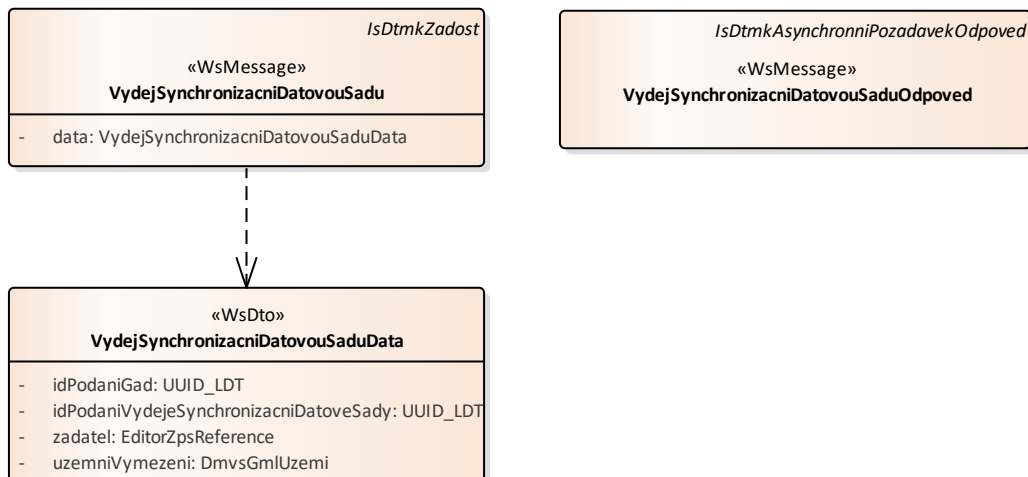 IsDtmkZadost
«WsMessage»
VydejSynchronizacniDatovouSadu
- data: VydejSynchronizacniDatovouSaduData
IsDtmkAsynchronniPozadavekOdpoved
«WsMessage»
VydejSynchronizacniDatovouSaduOdpoved
«WsDto»
VydejSynchronizacniDatovouSaduData
- idPodaniGad: UUID_LDT
- idPodaniVydejeSynchronizacniDatoveSady: UUID_LDT
- zadatel: EditorZpsReference
- uzemniVymezeni: DmvsGmlUzemi